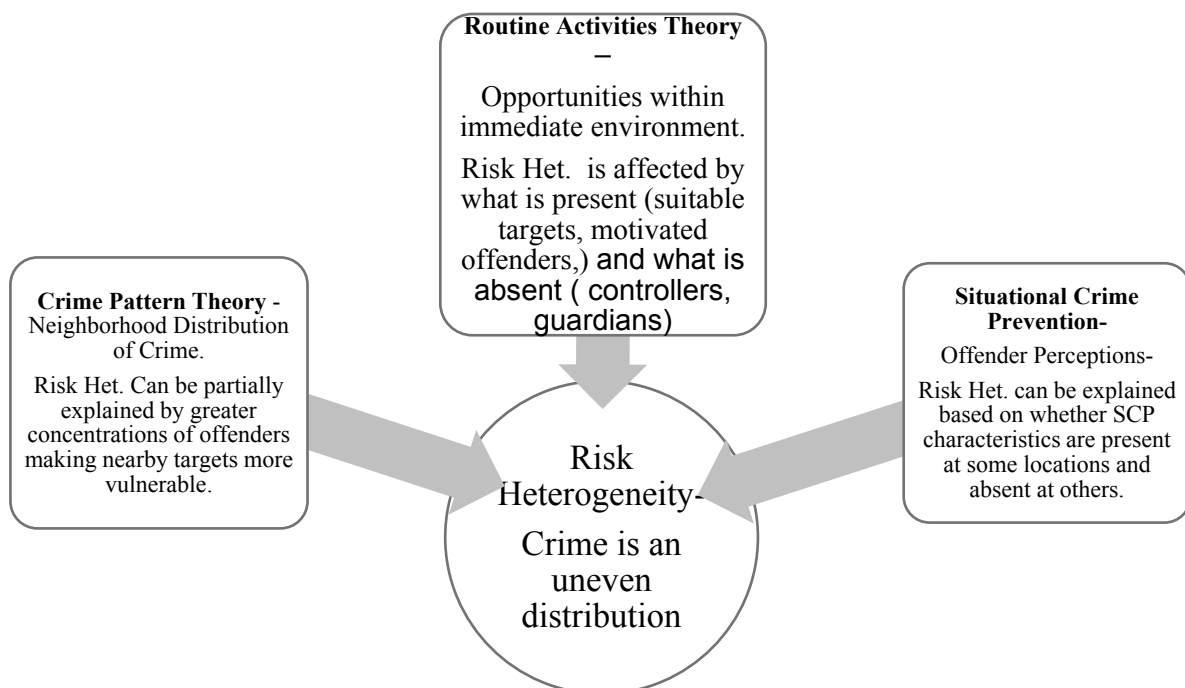 Routine Activities Theory
–
Opportunities within
immediate environment.
Risk Het.  is affected by
what is present (suitable
targets, motivated
offenders,) and what is
absent ( controllers,
guardians)
Crime Pattern Theory -
Neighborhood Distribution
of Crime.
Risk Het. Can be partially
explained by greater
concentrations of offenders
making nearby targets more
vulnerable.
Situational Crime
Prevention-
Offender Perceptions-
Risk Het. can be explained
based on whether SCP
characteristics are present
at some locations and
absent at others.
Risk
Heterogeneity-
Crime is an
uneven
distribution